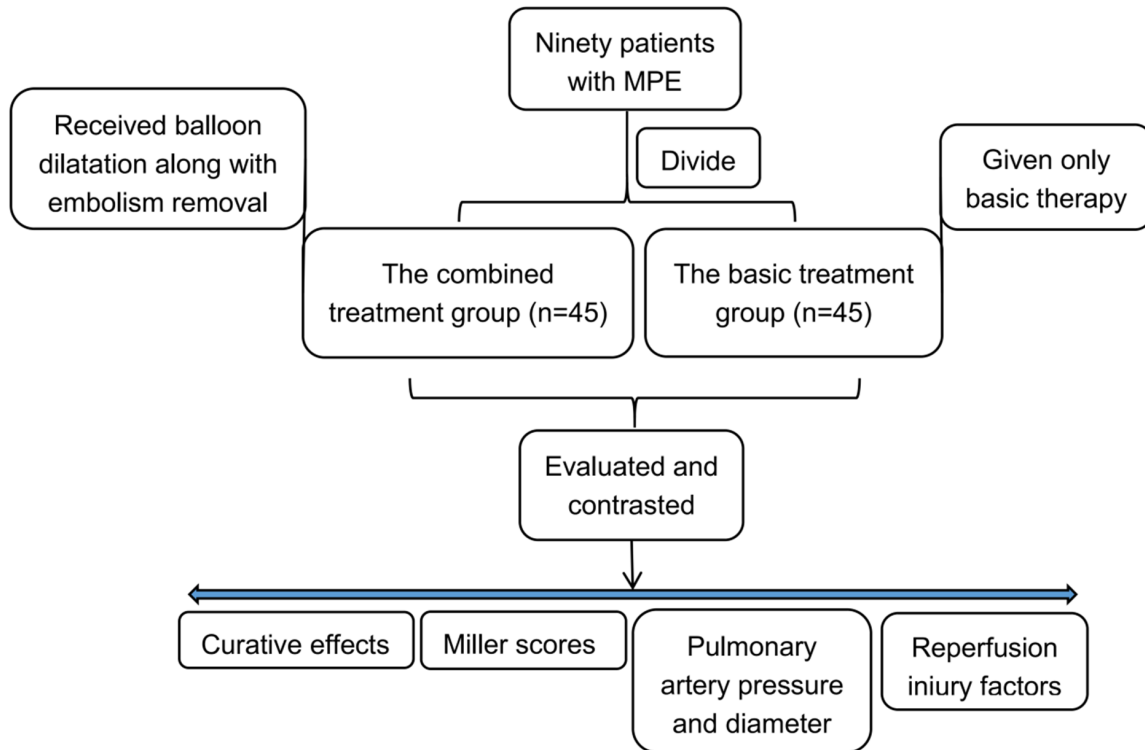 Ninety patients
with MPE
Received balloon
dilatation along with
embolism removal
Divide
Given only
basic therapy
The combined
treatment group (n=45)
The basic treatment
group (n=45)
Evaluated and
contrasted
Curative effects
Miller scores
Pulmonary
artery pressure
and diameter
Reperfusion
iniury factors